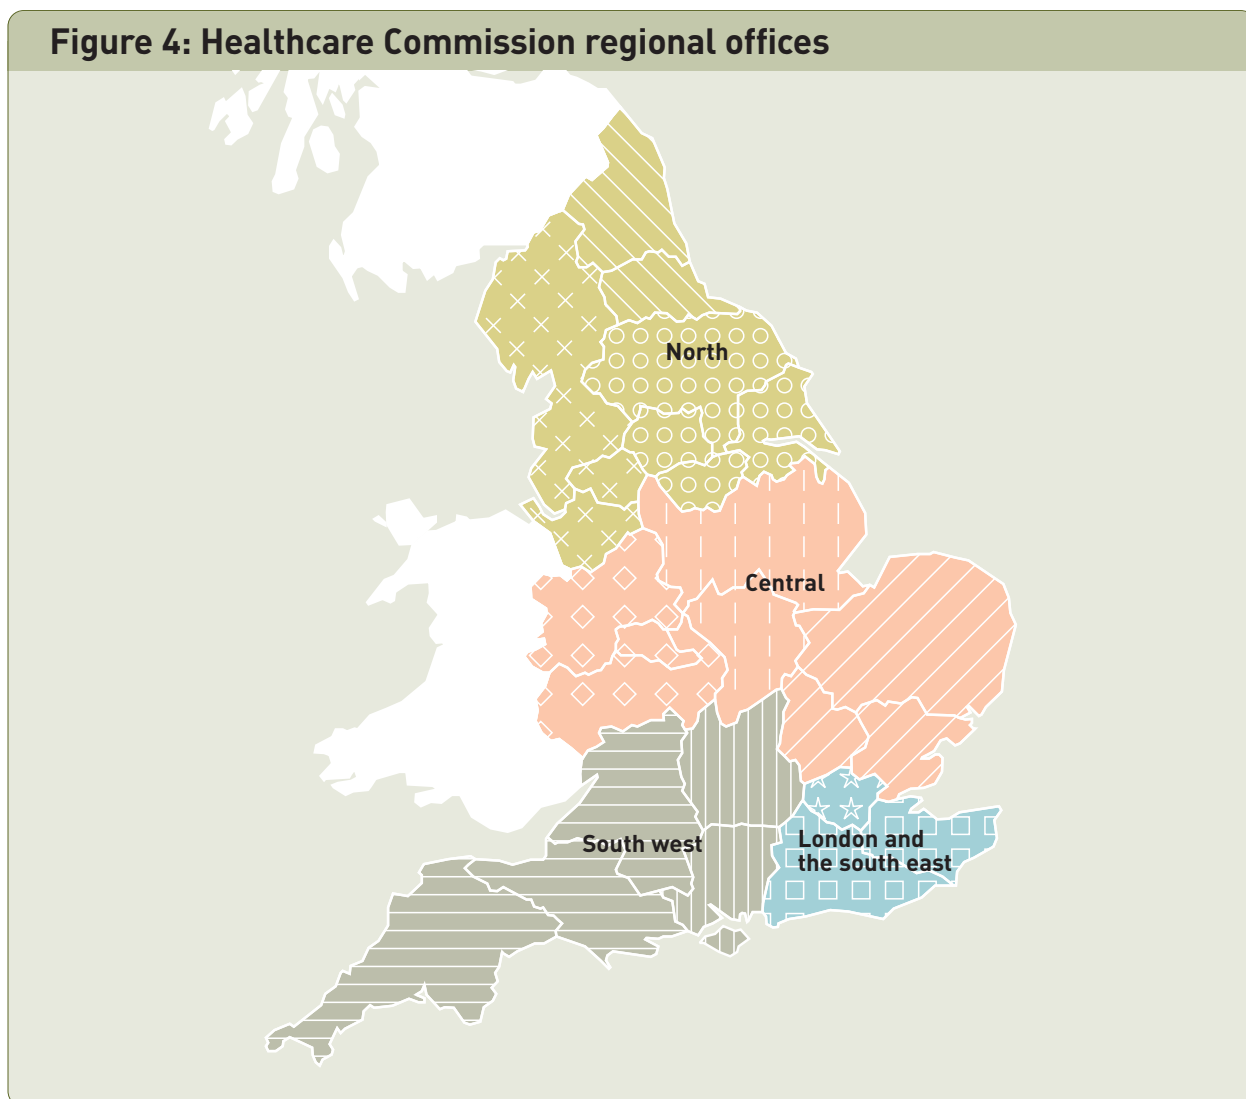 Figure 4: Healthcare Commission regional offices
North
Central
South west
London and
the south east